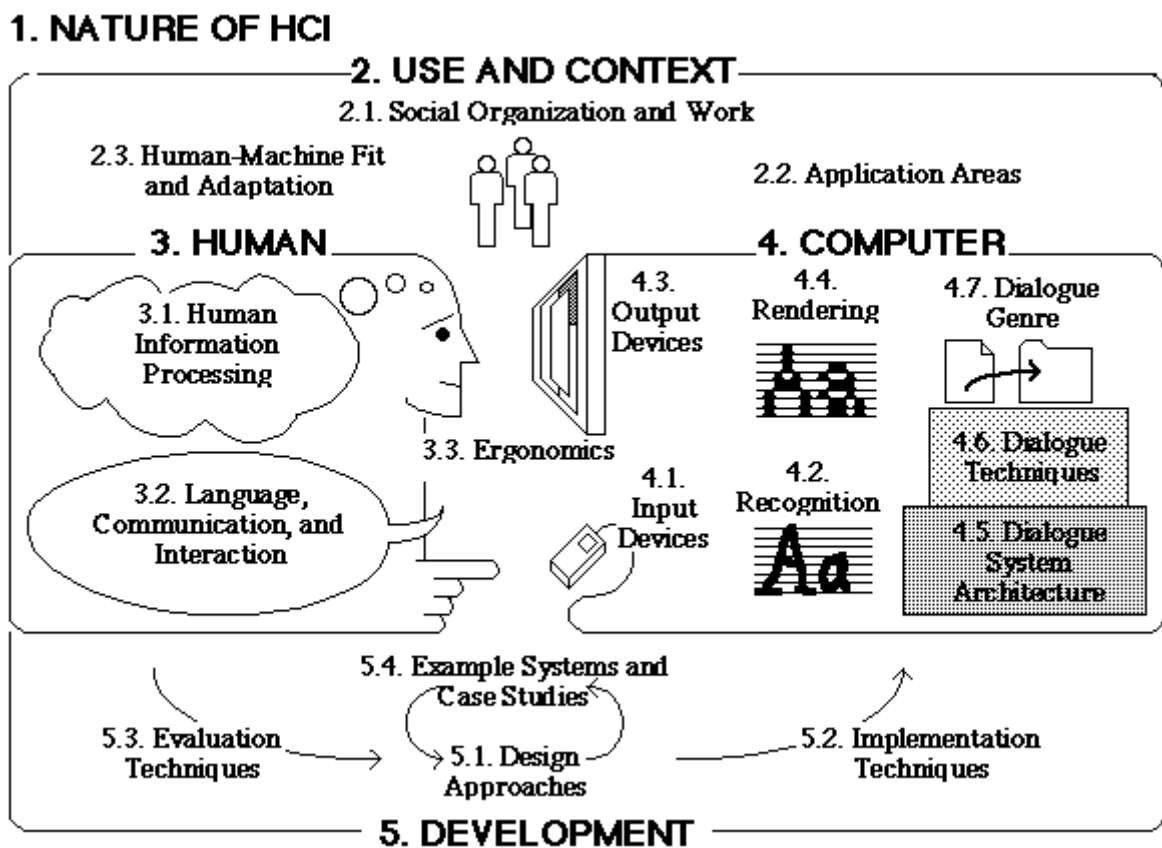 1. NATURE OF HCI
2. USE AND CONTEXT
2.1. Social Organization and Work
2.3. Human-Machine Fit
and Adaptation
2.2. Application Areas
3. HUMAN
3.1. Human
Information
Processing
3.2. Language,
Communication, and
Interaction
3.3. Ergonomics
4. COMPUTER
4.3.
Output
Devices
4.4.
Rendering
Aa
4.7. Dialogue
Genre
4.6. Dialogue
Techniques
4.1.
Input
Devices
4.2.
Recognition
Aa
4.5. Dialogue
System
Architecture
5.4. Example Systems and
Case Studies
5.3. Evaluation
Techniques
5.1. Design
Approaches
5.2. Implementation
Techniques
5. DEVELOPMENT